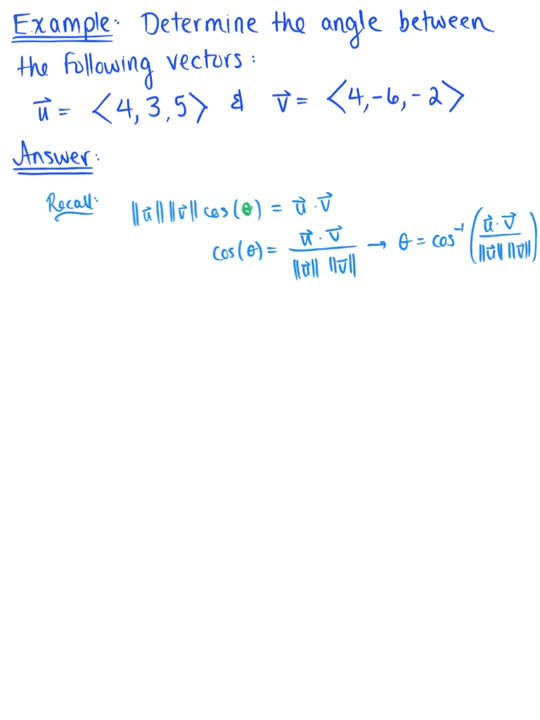 Example: Determine the angle between
the following vectors:
u⃗ = ⟨4, 3, 5⟩ & v⃗ = ⟨4, -6, -2⟩
Answer:
Recall: ‖u⃗‖ ‖v⃗‖ cos(θ) = u⃗ · v⃗
cos(θ) = (u⃗ · v⃗) / (‖u⃗‖ ‖v⃗‖) → θ = cos⁻¹((u⃗ · v⃗) / (‖u⃗‖ ‖v⃗‖))